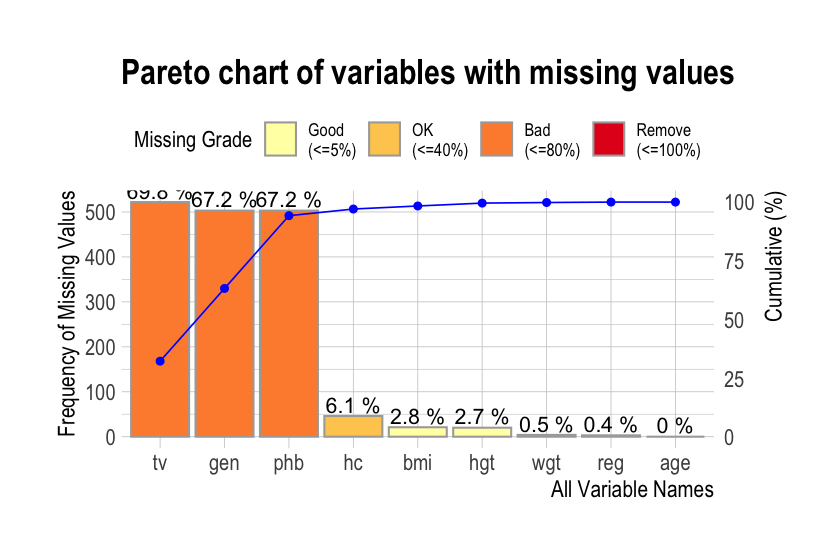 Pareto chart of variables with missing values
Missing Grade
Good
(<=5%)
OK
(<=40%)
Bad
(<=80%)
Remove
(<=100%)
69.8 %
67.2 %
67.2 %
6.1 %
2.8 %
2.7 %
0.5 %
0.4 %
0 %
Frequency of Missing Values
500
400
300
200
100
0
100
75
50
25
0
Cumulative (%)
tv gen phb hc bmi hgt wgt reg age
All Variable Names